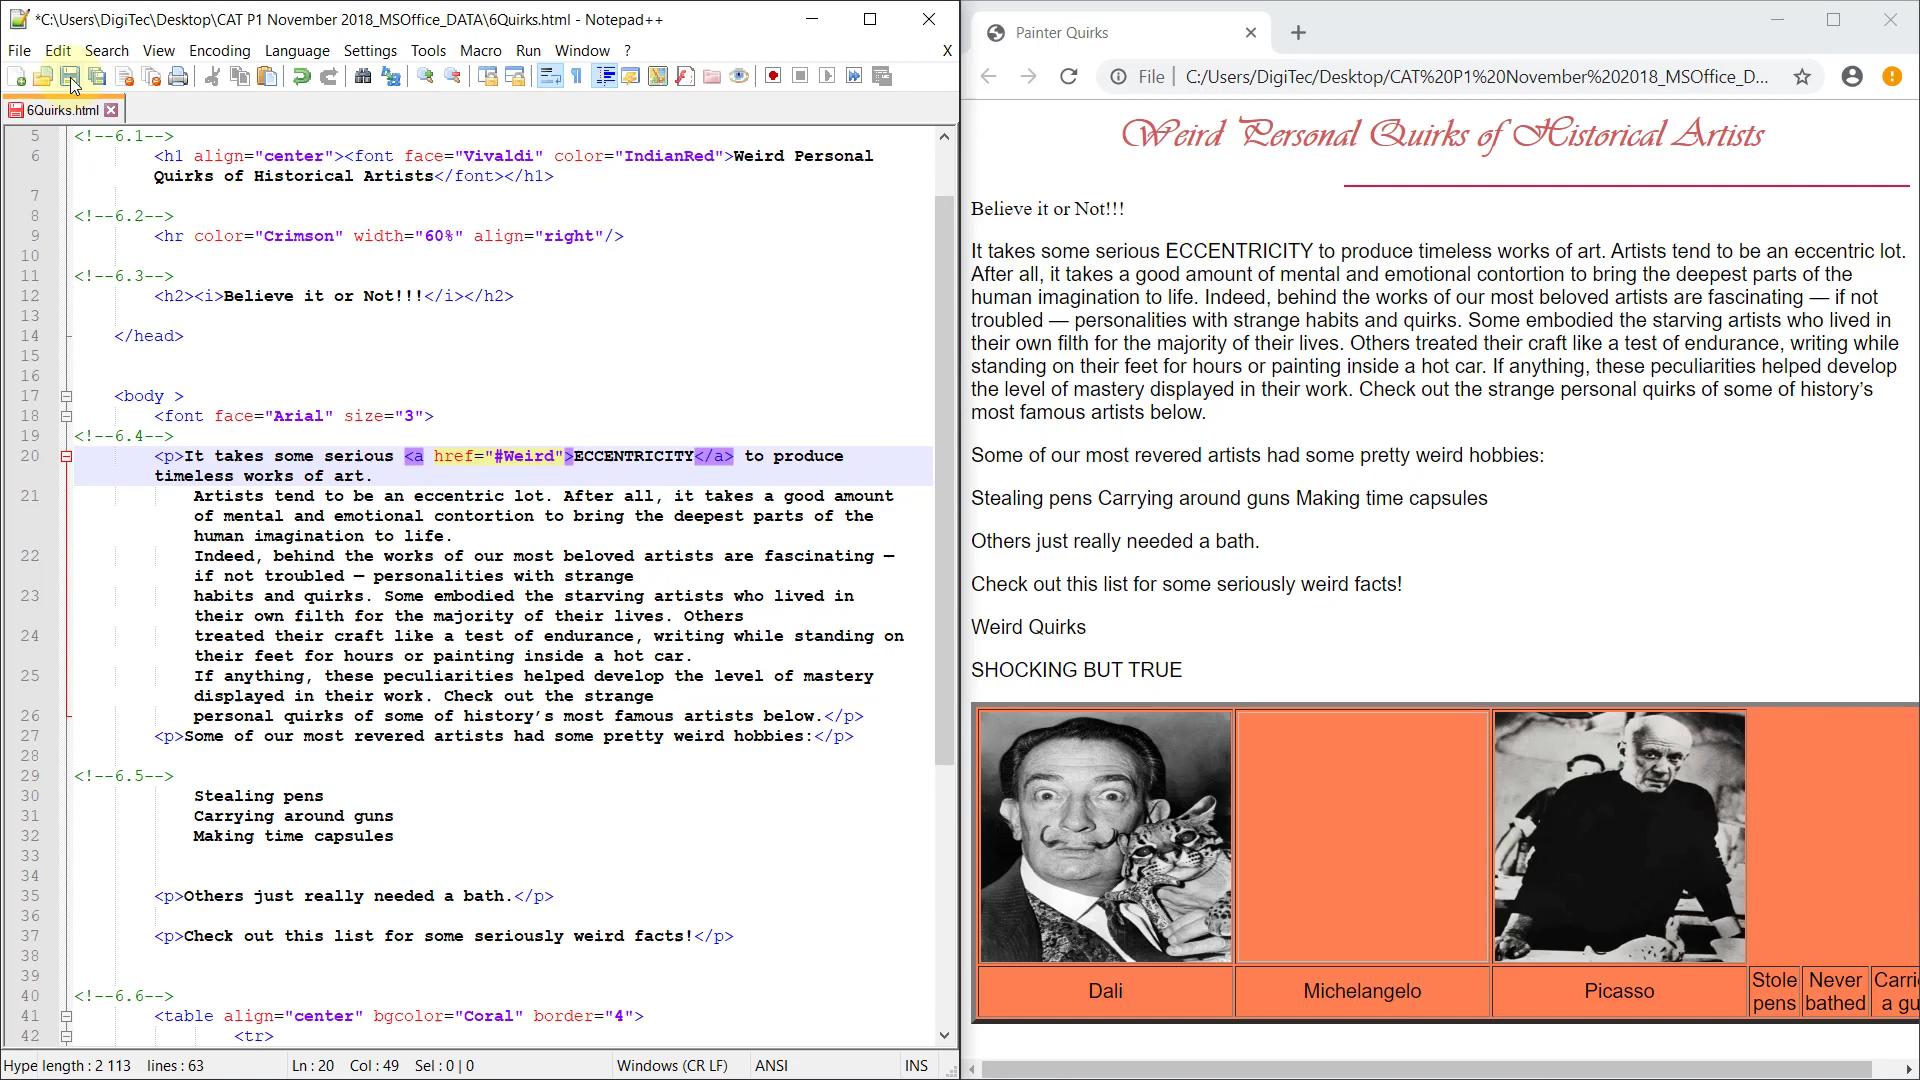 *C:\Users\DigiTec\Desktop\CAT P1 November 2018_MSOffice_DATA\6Quirks.html - Notepad++
File Edit Search View Encoding Language Settings Tools Macro Run Window ? X
6Quirks.html
5 <!--6.1-->
6 <h1 align="center"><font face="Vivaldi" color="IndianRed">Weird Personal
Quirks of Historical Artists</font></h1>
7
8 <!--6.2-->
9 <hr color="Crimson" width="60%" align="right"/>
10
11 <!--6.3-->
12 <h2><i>Believe it or Not!!!</i></h2>
13
14 </head>
15
16
17 <body >
18 <font face="Arial" size="3">
19 <!--6.4-->
20 <p>It takes some serious <a href="#Weird">ECCENTRICITY</a> to produce
timeless works of art.
21 Artists tend to be an eccentric lot. After all, it takes a good amount
of mental and emotional contortion to bring the deepest parts of the
human imagination to life.
22 Indeed, behind the works of our most beloved artists are fascinating —
if not troubled — personalities with strange
23 habits and quirks. Some embodied the starving artists who lived in
their own filth for the majority of their lives. Others
24 treated their craft like a test of endurance, writing while standing on
their feet for hours or painting inside a hot car.
25 If anything, these peculiarities helped develop the level of mastery
displayed in their work. Check out the strange
26 personal quirks of some of history’s most famous artists below.</p>
27 <p>Some of our most revered artists had some pretty weird hobbies:</p>
28
29 <!--6.5-->
30 Stealing pens
31 Carrying around guns
32 Making time capsules
33
34
35 <p>Others just really needed a bath.</p>
36
37 <p>Check out this list for some seriously weird facts!</p>
38
39
40 <!--6.6-->
41 <table align="center" bgcolor="Coral" border="4">
42 <tr>
Hype length : 2 113 lines : 63 Ln : 20 Col : 49 Sel : 0 | 0 Windows (CR LF) ANSI INS
Painter Quirks
File | C:/Users/DigiTec/Desktop/CAT%20P1%20November%202018_MSOffice_D...
Weird Personal Quirks of Historical Artists
Believe it or Not!!!
It takes some serious ECCENTRICITY to produce timeless works of art. Artists tend to be an eccentric lot.
After all, it takes a good amount of mental and emotional contortion to bring the deepest parts of the
human imagination to life. Indeed, behind the works of our most beloved artists are fascinating — if not
troubled — personalities with strange habits and quirks. Some embodied the starving artists who lived in
their own filth for the majority of their lives. Others treated their craft like a test of endurance, writing while
standing on their feet for hours or painting inside a hot car. If anything, these peculiarities helped develop
the level of mastery displayed in their work. Check out the strange personal quirks of some of history’s
most famous artists below.
Some of our most revered artists had some pretty weird hobbies:
Stealing pens Carrying around guns Making time capsules
Others just really needed a bath.
Check out this list for some seriously weird facts!
Weird Quirks
SHOCKING BUT TRUE
Dali Michelangelo Picasso
Stole pens
Never bathed
Carri
a gu